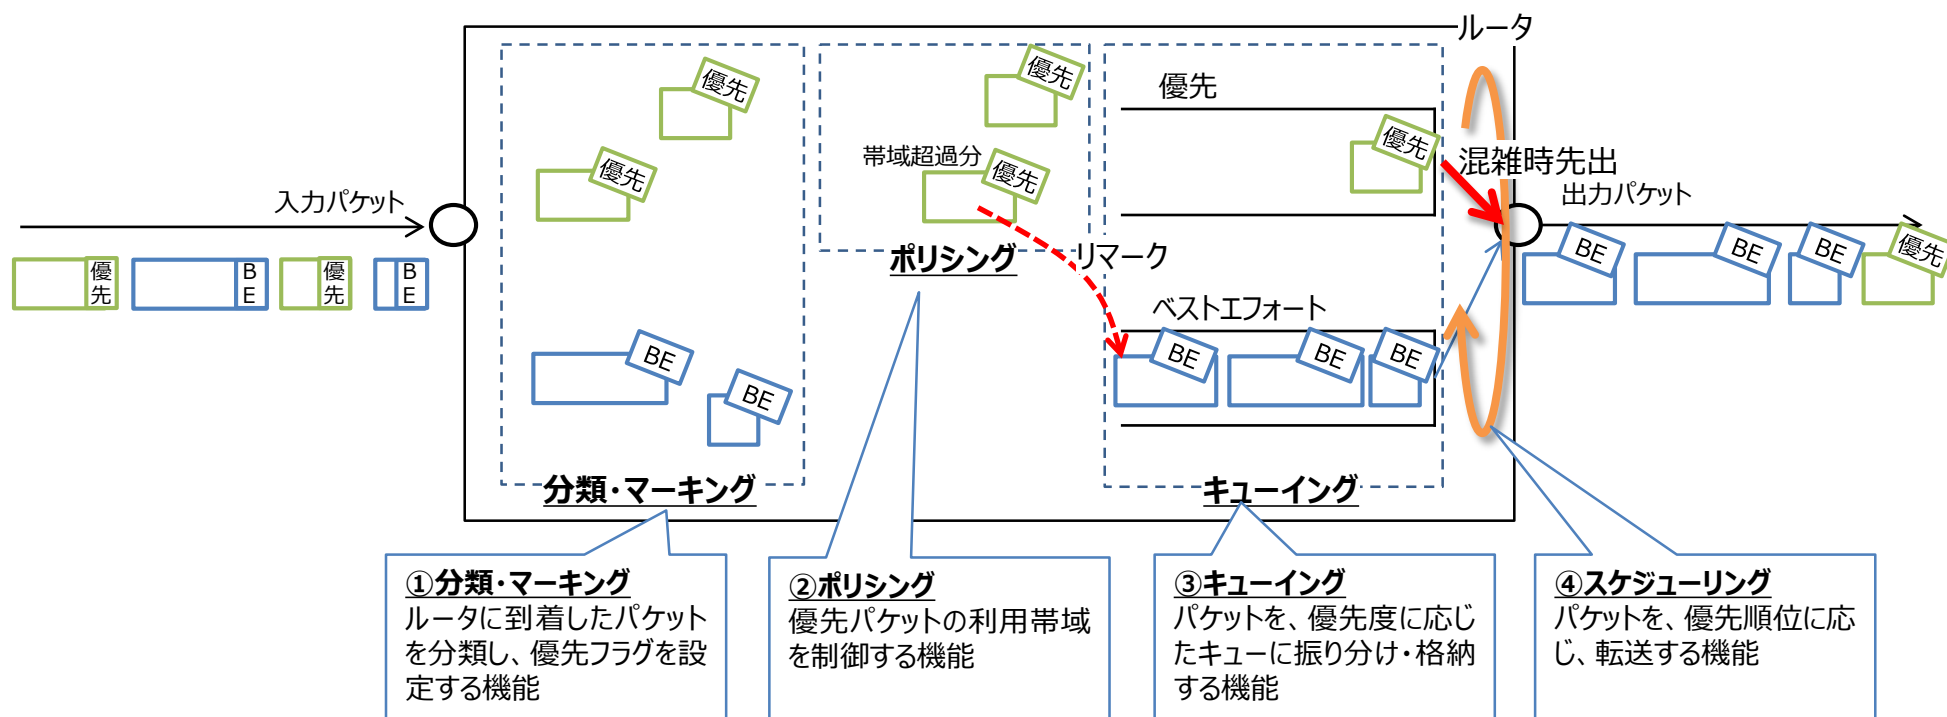 ルータ
入力パケット
優先
BE
優先
BE
優先
優先
BE
BE
分類・マーキング
優先
帯域超過分
優先
ポリシング
リマーク
優先
優先
ベストエフォート
BE
BE
BE
キューイング
混雑時先出
出力パケット
BE
BE
BE
優先
①分類・マーキング
ルータに到着したパケット
を分類し、優先フラグを設
定する機能
②ポリシング
優先パケットの利用帯域
を制御する機能
③キューイング
パケットを、優先度に応じ
たキューに振り分け・格納
する機能
④スケジューリング
パケットを、優先順位に応
じ、転送する機能